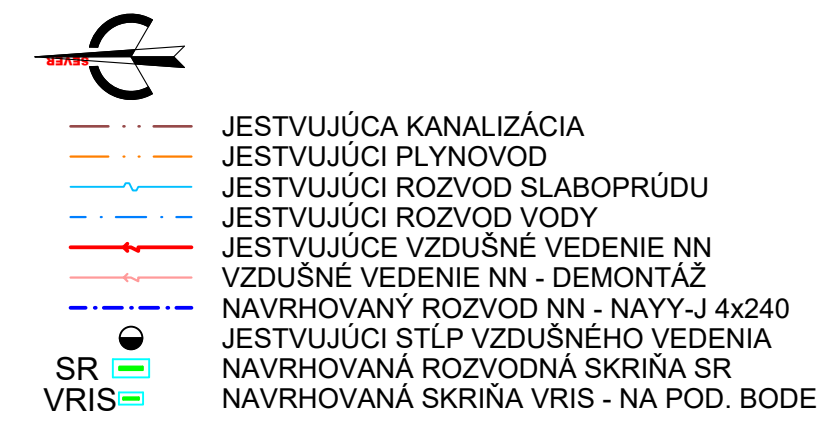 SEVER
JESTVUJÚCA KANALIZÁCIA
JESTVUJÚCI PLYNOVOD
JESTVUJÚCI ROZVOD SLABOPRÚDU
JESTVUJÚCI ROZVOD VODY
JESTVUJÚCE VZDUŠNÉ VEDENIE NN
VZDUŠNÉ VEDENIE NN - DEMONTÁŽ
NAVRHOVANÝ ROZVOD NN - NAYY-J 4x240
JESTVUJÚCI STĹP VZDUŠNÉHO VEDENIA
SR NAVRHOVANÁ ROZVODNÁ SKRIŇA SR
VRIS NAVRHOVANÁ SKRIŇA VRIS - NA POD. BODE